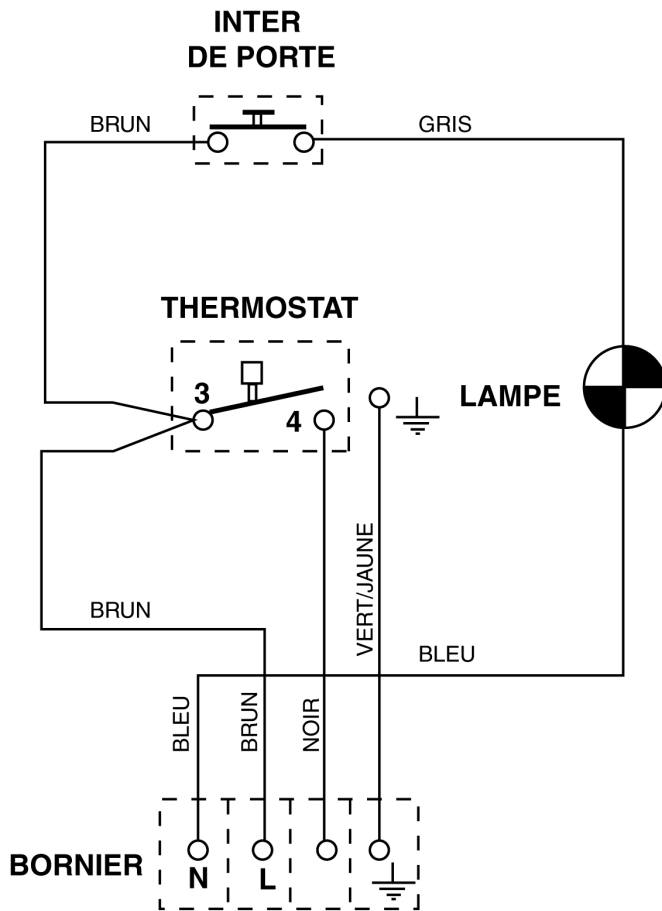 INTER
DE PORTE
BRUN
GRIS
THERMOSTAT
3
4
LAMPE
BRUN
VERT/JAUNE
BLEU
BLEU
BRUN
NOIR
BORNIER
N
L